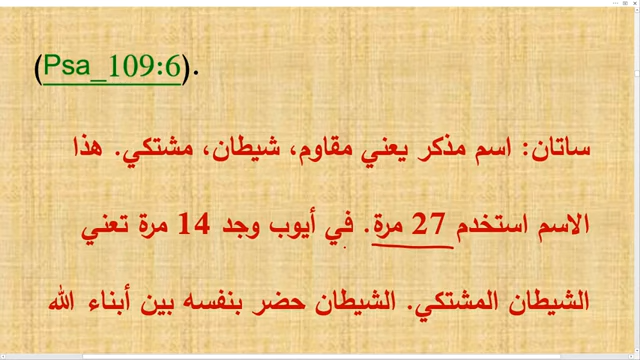 (Psa_109:6).
ساتان: اسم مذكر يعني مقاوم، شيطان، مشتكي. هذا
الاسم استخدم 27 مرة. في أيوب وجد 14 مرة تعني
الشيطان المشتكي. الشيطان حضر بنفسه بين أبناء الله